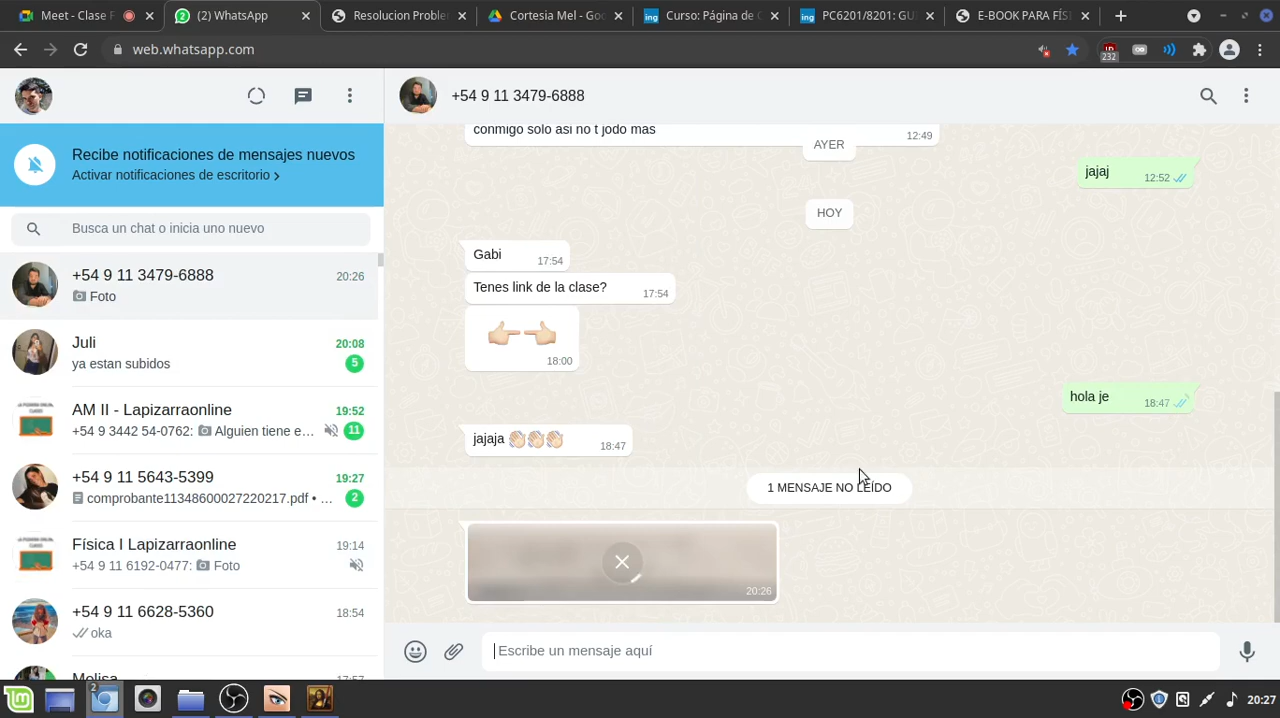 Meet - Clase F
(2) WhatsApp
Resolucion Proble
Cortesia Mel - Goo
Curso: Página de C
PC6201/8201: GUI
E-BOOK PARA FÍS
web.whatsapp.com
232
+54 9 11 3479-6888
Recibe notificaciones de mensajes nuevos
Activar notificaciones de escritorio >
Busca un chat o inicia uno nuevo
+54 9 11 3479-6888 20:26
Foto
Juli 20:08
ya estan subidos 5
AM II - Lapizarraonline 19:52
+54 9 3442 54-0762: Alguien tiene e... 11
+54 9 11 5643-5399 19:27
comprobante11348600027220217.pdf • ... 2
Física I Lapizarraonline 19:14
+54 9 11 6192-0477: Foto
+54 9 11 6628-5360 18:54
oka
Melisa 17:57
conmigo solo asi no t jodo mas 12:49
AYER
jajaj 12:52
HOY
Gabi 17:54
Tenes link de la clase? 17:54
18:00
hola je 18:47
jajaja 👏🏻👏🏻👏🏻 18:47
1 MENSAJE NO LEÍDO
20:26
Escribe un mensaje aquí
2
20:27